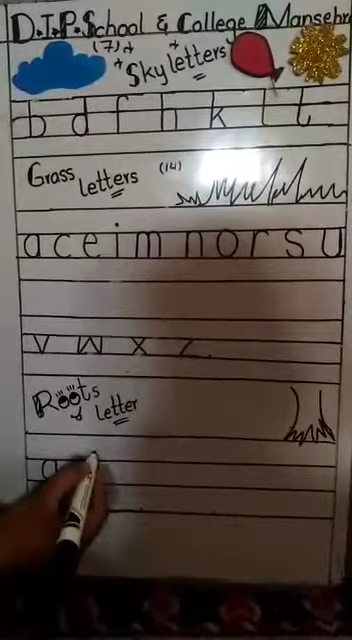 D.I.P.School & College Mansehr
(7)
Sky letters
b d f h k l t
Grass letters (14)
a c e i m n o r s u
v w x z
Roots letter